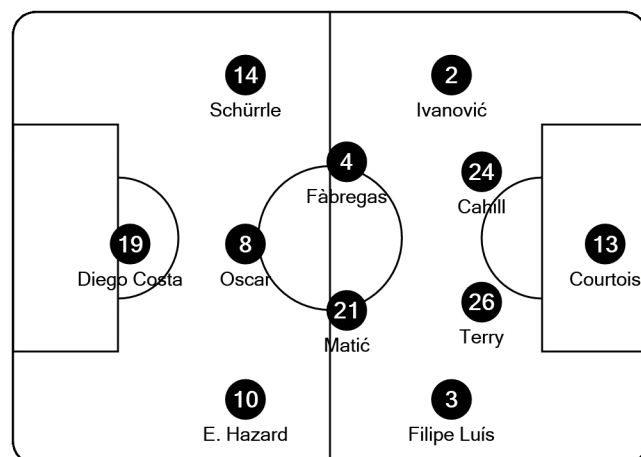 14
Schürrle
2
Ivanović
4
Fàbregas
24
Cahill
19
Diego Costa
8
Oscar
13
Courtois
21
Matić
26
Terry
10
E. Hazard
3
Filipe Luís